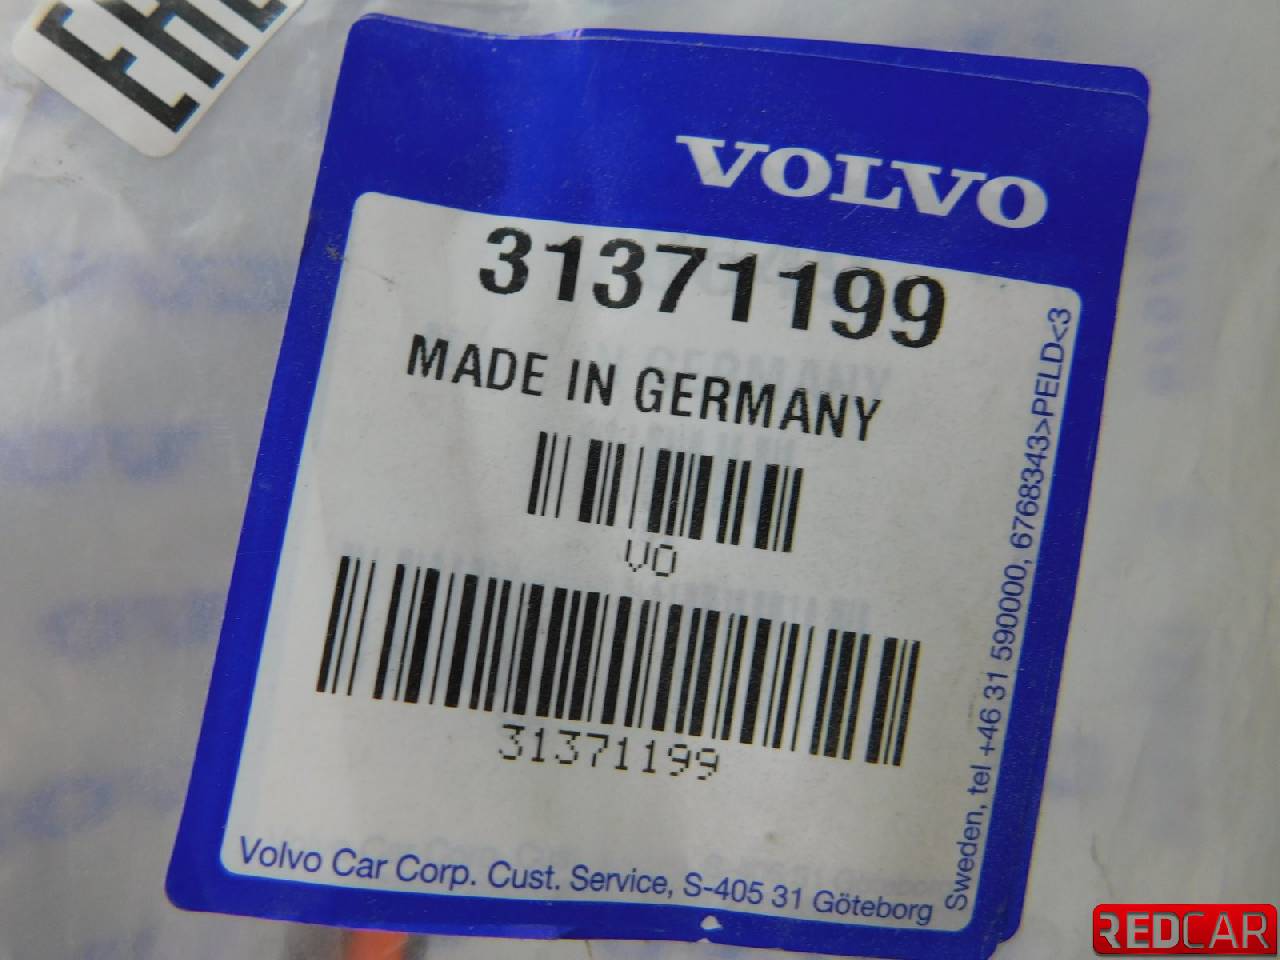 EAC
VOLVO
31371199
MADE IN GERMANY
VO
31371199
Volvo Car Corp. Cust. Service, S-405 31 Göteborg
Sweden, tel +46 31 590000, 6768343>PELD<3
REDCAR